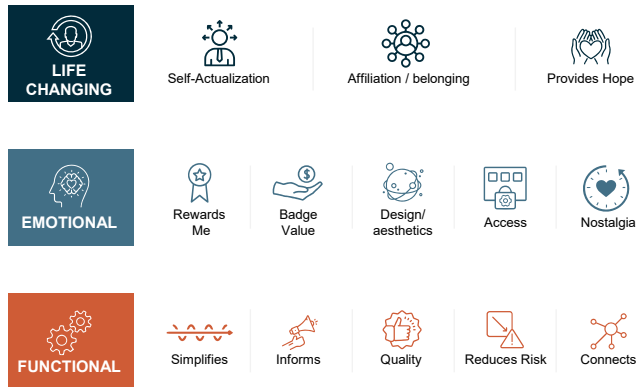 LIFE
CHANGING
Self-Actualization
Affiliation / belonging
Provides Hope
EMOTIONAL
Rewards
Me
Badge
Value
Design/
aesthetics
Access
Nostalgia
FUNCTIONAL
Simplifies
Informs
Quality
Reduces Risk
Connects